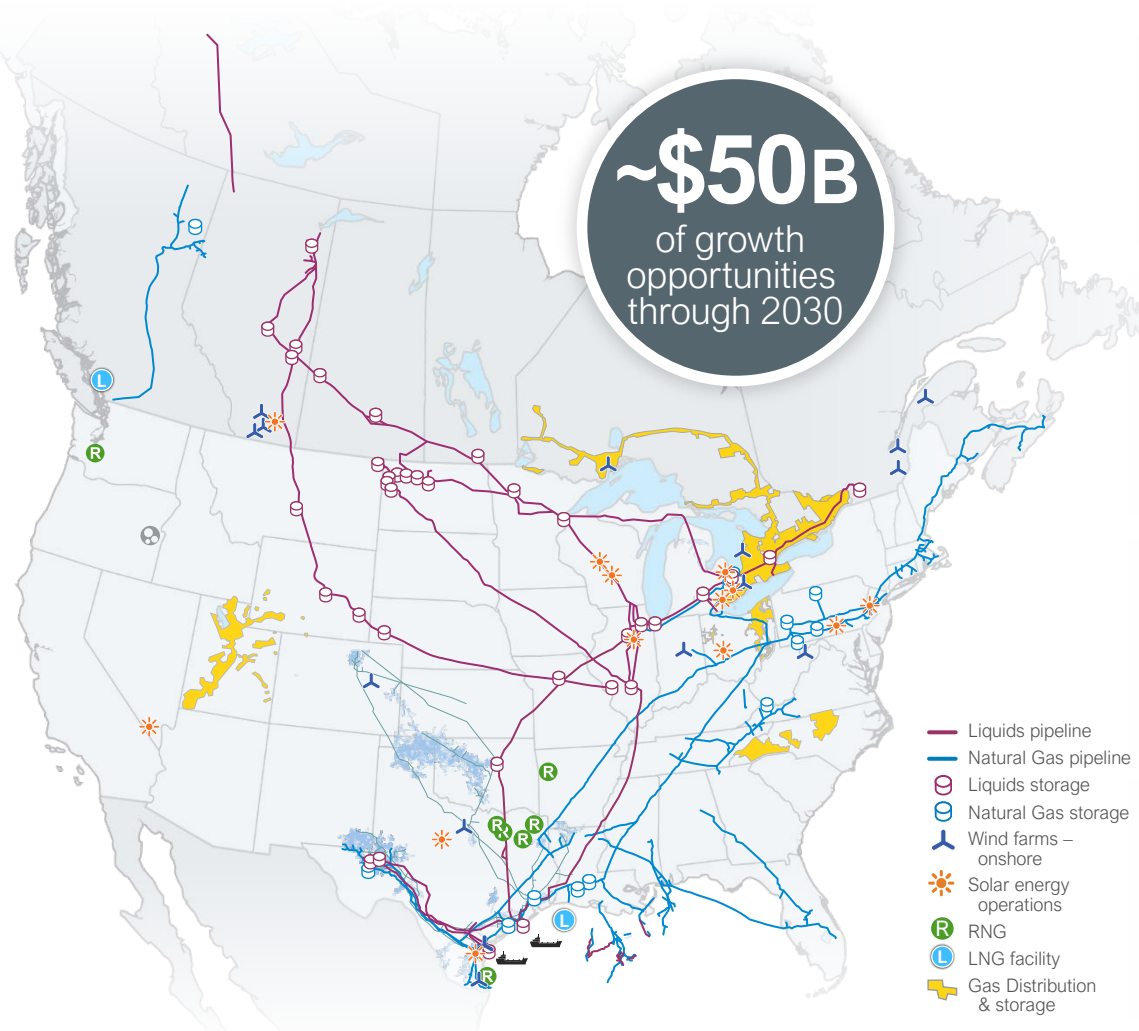 ~$50B
of growth
opportunities
through 2030
L
R
R
R
R
R
R
L
R
Liquids pipeline
Natural Gas pipeline
Liquids storage
Natural Gas storage
Wind farms –
onshore
Solar energy
operations
R RNG
L LNG facility
Gas Distribution
& storage